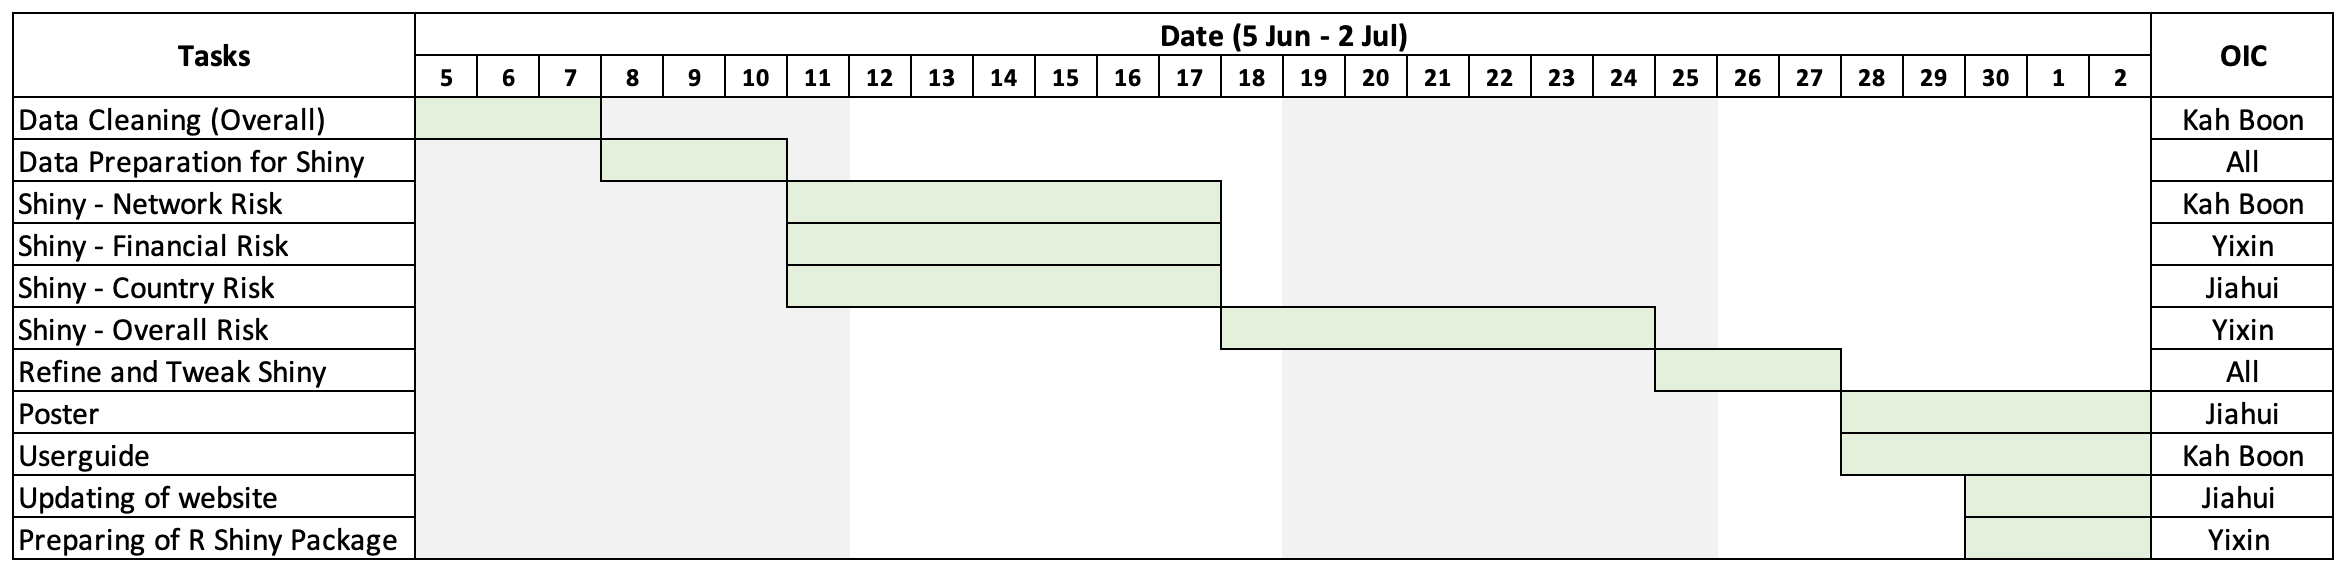 Tasks Date (5 Jun - 2 Jul) OIC
5 6 7 8 9 10 11 12 13 14 15 16 17 18 19 20 21 22 23 24 25 26 27 28 29 30 1 2
Data Cleaning (Overall) Kah Boon
Data Preparation for Shiny All
Shiny - Network Risk Kah Boon
Shiny - Financial Risk Yixin
Shiny - Country Risk Jiahui
Shiny - Overall Risk Yixin
Refine and Tweak Shiny All
Poster Jiahui
Userguide Kah Boon
Updating of website Jiahui
Preparing of R Shiny Package Yixin